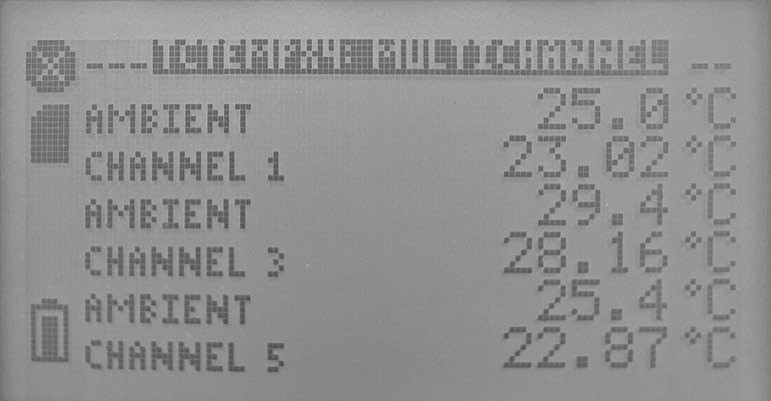 TCTEMPX4 MULTICHANNEL
AMBIENT 25.0 °C
CHANNEL 1 23.02 °C
AMBIENT 29.4 °C
CHANNEL 3 28.16 °C
AMBIENT 25.4 °C
CHANNEL 5 22.87 °C